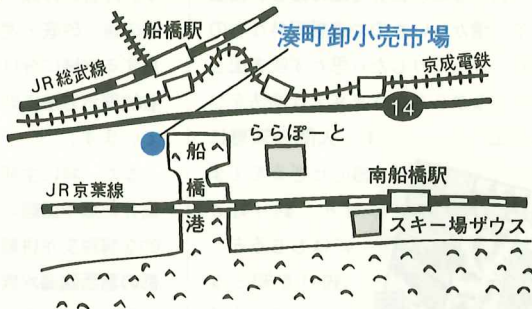 船橋駅
湊町卸小売市場
JR総武線
京成電鉄
14
船橋港
ららぽーと
南船橋駅
JR京葉線
スキー場ザウス